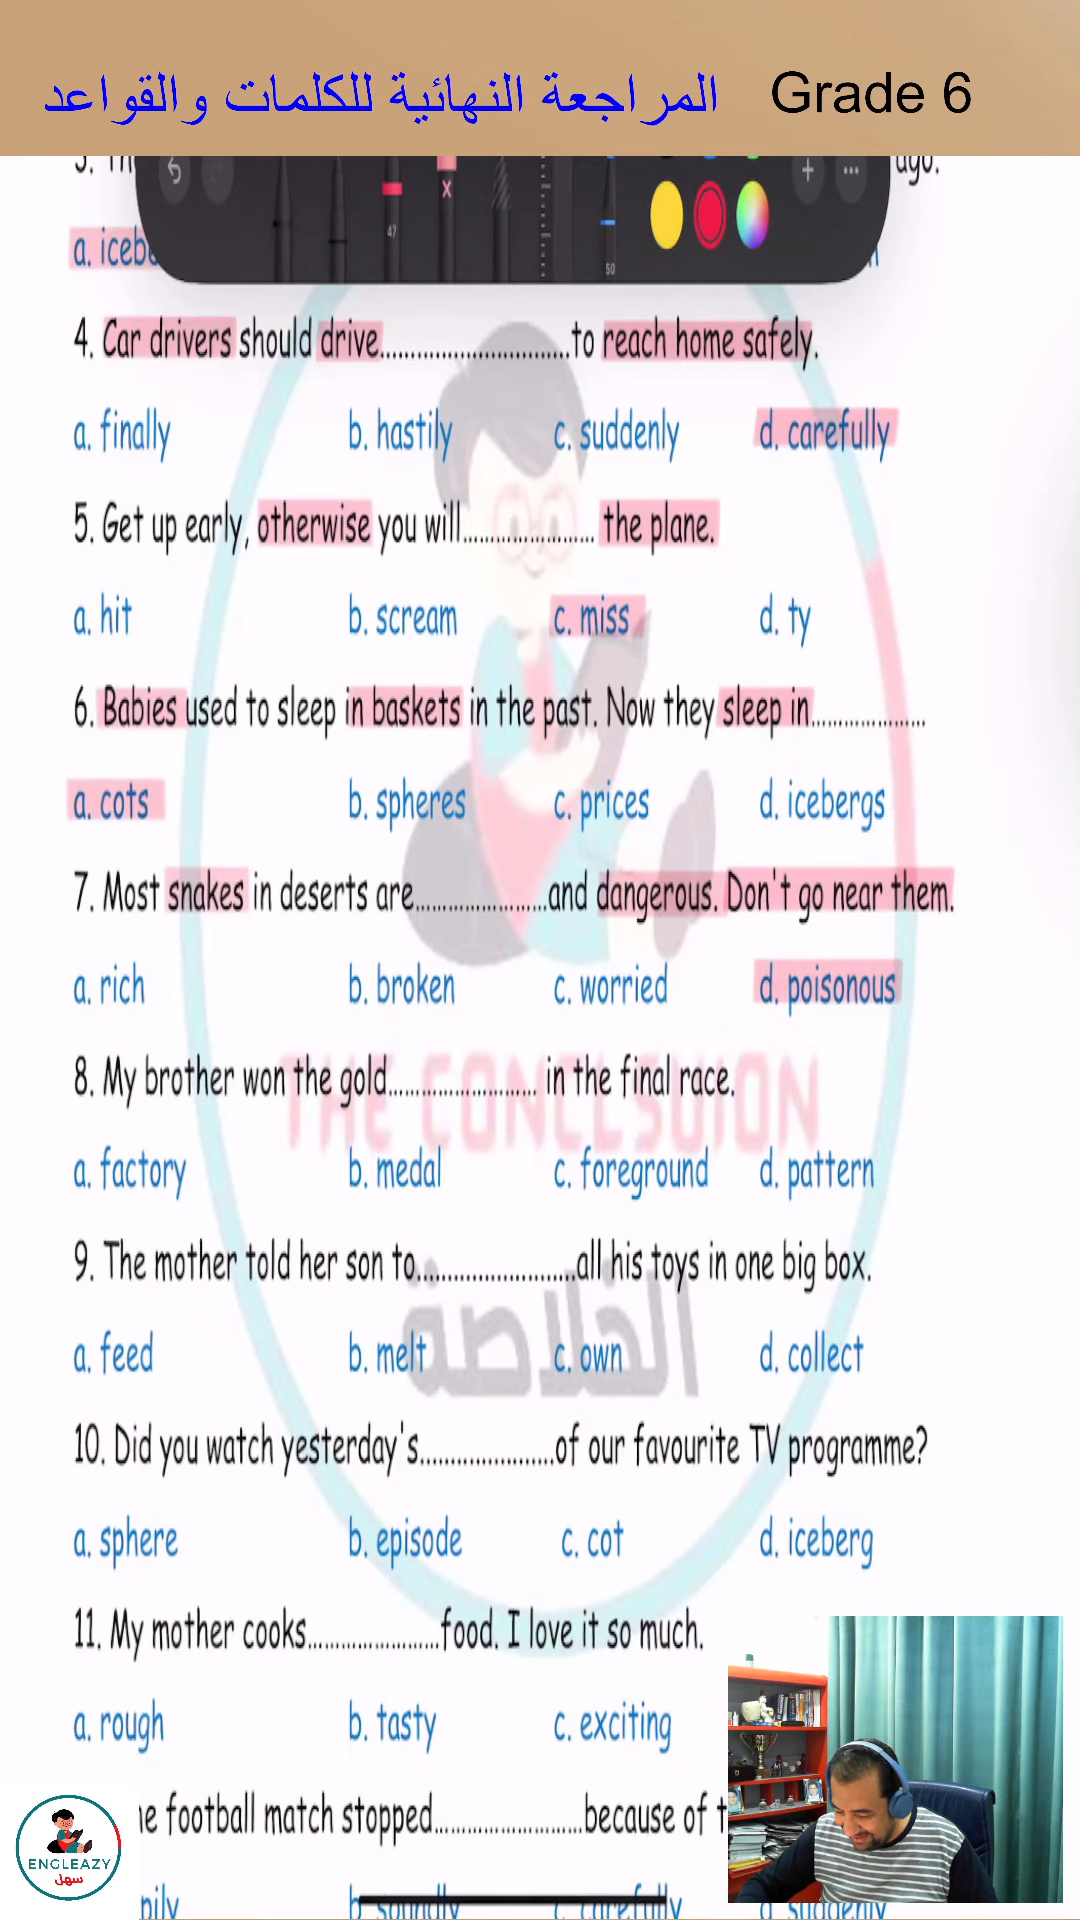 المراجعة النهائية للكلمات والقواعد Grade 6
ago.
47
50
4. Car drivers should drive..............................to reach home safely.
a. finally b. hastily c. suddenly d. carefully
5. Get up early, otherwise you will...................... the plane.
a. hit b. scream c. miss d. ty
6. Babies used to sleep in baskets in the past. Now they sleep in...................
a. cots b. spheres c. prices d. icebergs
7. Most snakes in deserts are......................and dangerous. Don't go near them.
a. rich b. broken c. worried d. poisonous
8. My brother won the gold......................... in the final race.
a. factory b. medal c. foreground d. pattern
9. The mother told her son to..........................all his toys in one big box.
a. feed b. melt c. own d. collect
10. Did you watch yesterday's......................of our favourite TV programme?
a. sphere b. episode c. cot d. iceberg
11. My mother cooks......................food. I love it so much.
a. rough b. tasty c. exciting
football match stopped.........................because of
b. soundly c. carefully d. suddenly
THE CONCLSUION
الخلاصة
ENGLEAZY
سهل